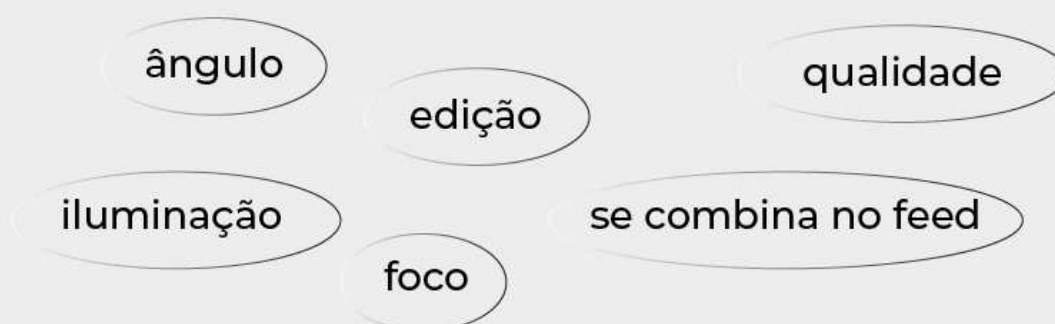 ângulo
qualidade
edição
iluminação
se combina no feed
foco